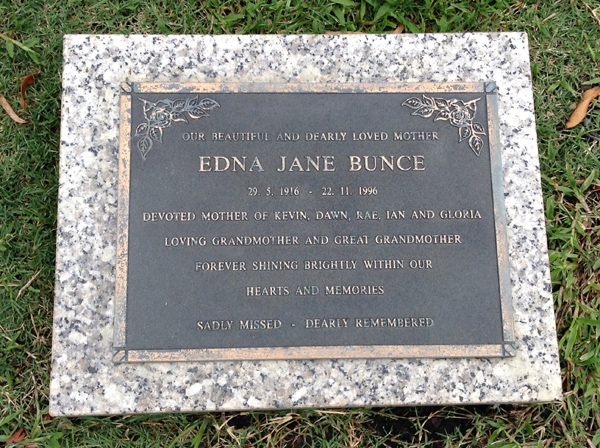 OUR BEAUTIFUL AND DEARLY LOVED MOTHER
EDNA JANE BUNCE
29. 5. 1916 - 22. 11. 1996
DEVOTED MOTHER OF KEVIN, DAWN, RAE, IAN AND GLORIA
LOVING GRANDMOTHER AND GREAT GRANDMOTHER
FOREVER SHINING BRIGHTLY WITHIN OUR
HEARTS AND MEMORIES
SADLY MISSED - DEARLY REMEMBERED